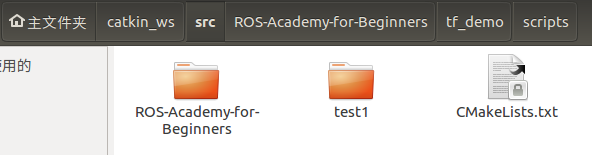 主文件夹 catkin_ws src ROS-Academy-for-Beginners tf_demo scripts
使用的
ROS-Academy-for-
Beginners
test1
CMakeLists.txt